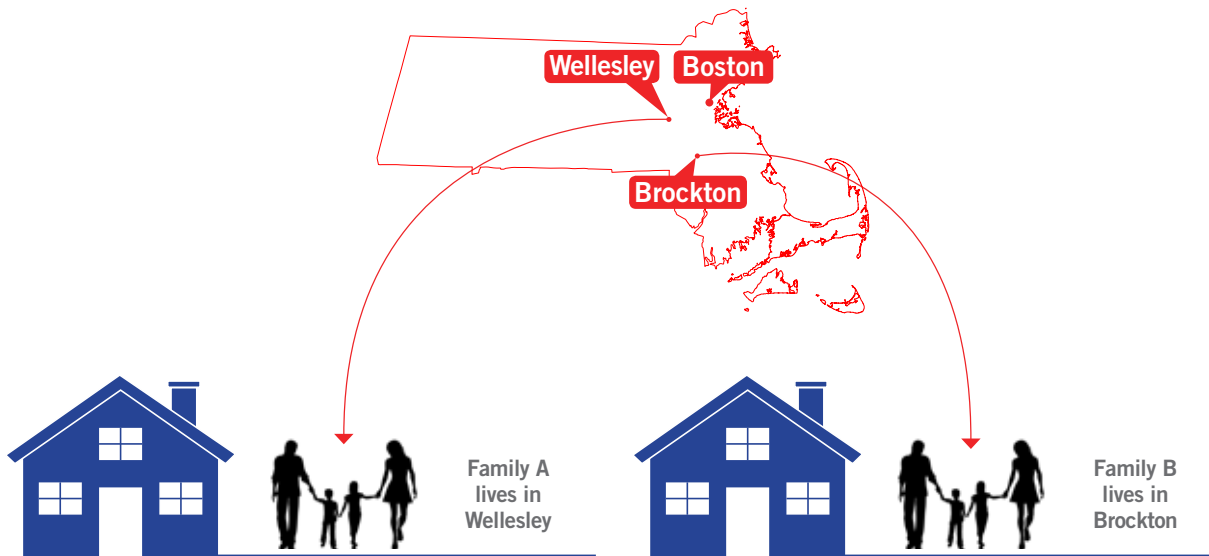 Wellesley
Boston
Brockton
Family A
lives in
Wellesley
Family B
lives in
Brockton